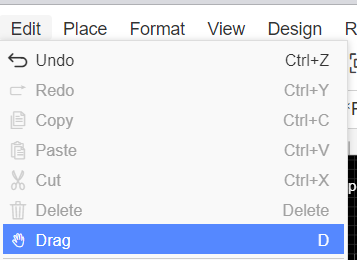 Edit Place Format View Design R
Undo Ctrl+Z
Redo Ctrl+Y
Copy Ctrl+C
Paste Ctrl+V
Cut Ctrl+X
Delete Delete
Drag D